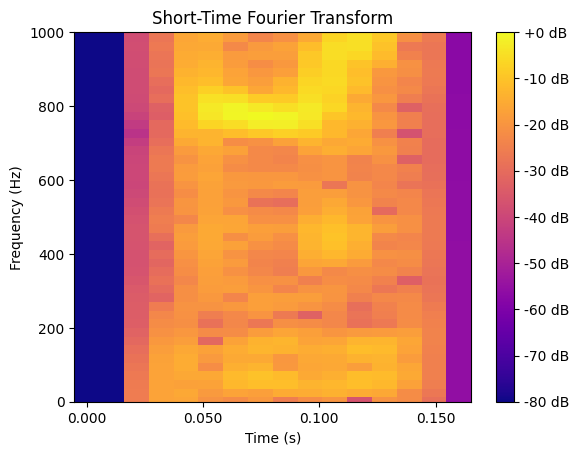 Short-Time Fourier Transform
1000
800
600
400
200
0
Frequency (Hz)
0.000
0.050
0.100
0.150
Time (s)
+0 dB
-10 dB
-20 dB
-30 dB
-40 dB
-50 dB
-60 dB
-70 dB
-80 dB